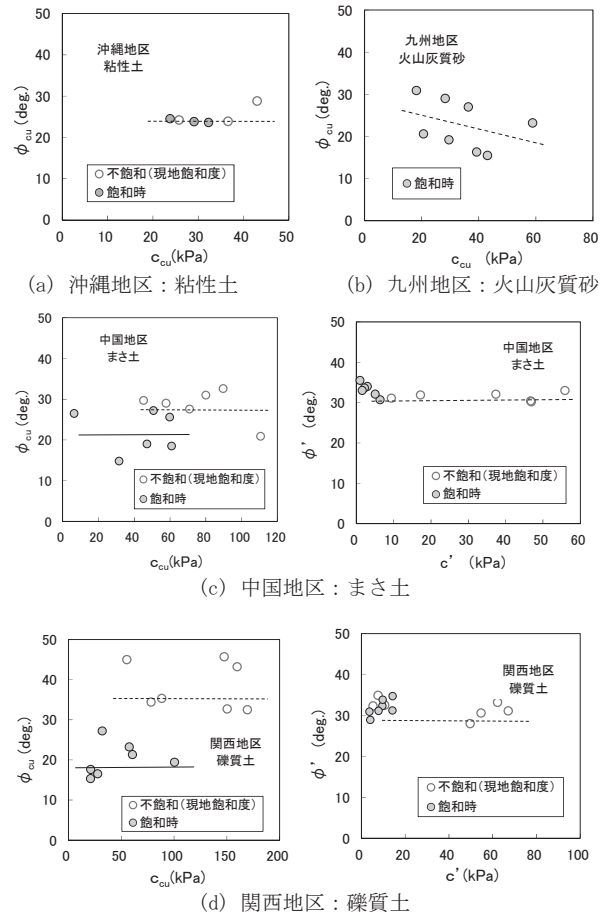 50
40
30
20
10
0
φcu (deg.)
沖縄地区
粘性土
○ 不飽和(現地飽和度)
● 飽和時
0 10 20 30 40 50
ccu(kPa)
50
40
30
20
10
0
φcu (deg.)
九州地区
火山灰質砂
● 飽和時
0 20 40 60 80
ccu (kPa)
(a) 沖縄地区:粘性土
(b) 九州地区:火山灰質砂
50
40
30
20
10
0
φcu (deg.)
中国地区
まさ土
○ 不飽和(現地飽和度)
● 飽和時
0 20 40 60 80 100 120
ccu(kPa)
50
40
30
20
10
0
φ' (deg.)
中国地区
まさ土
○ 不飽和(現地飽和度)
● 飽和時
0 10 20 30 40 50 60
c' (kPa)
(c) 中国地区:まさ土
50
40
30
20
10
0
φcu (deg.)
関西地区
礫質土
○ 不飽和(現地飽和度)
● 飽和時
0 50 100 150 200
ccu(kPa)
50
40
30
20
10
0
φ' (deg.)
関西地区
礫質土
○ 不飽和(現地飽和度)
● 飽和時
0 20 40 60 80 100
c'(kPa)
(d) 関西地区:礫質土